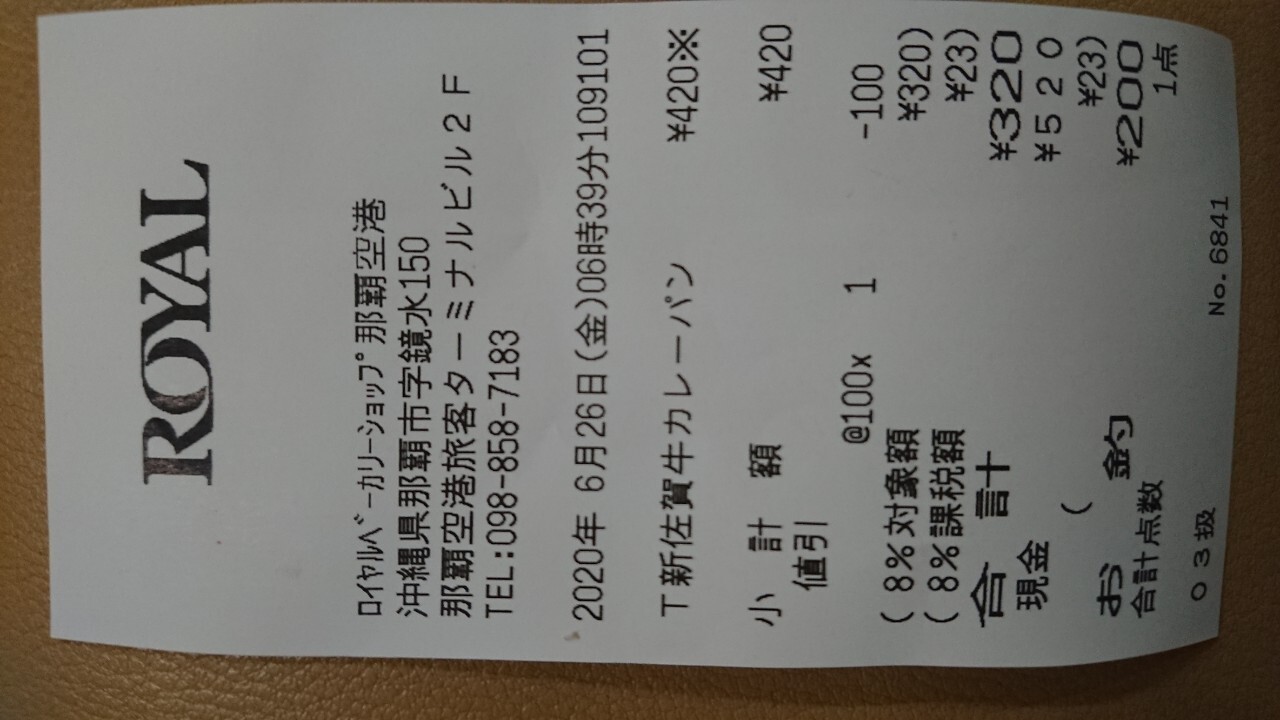 ROYAL
ﾛｲﾔﾙﾍﾞｰｶﾘｰｼｮｯﾌﾟ那覇空港
沖縄県那覇市字鏡水150
那覇空港旅客ターミナルビル２Ｆ
TEL:098-858-7183
2020年 6月26日(金)06時39分109101
T新佐賀牛カレーパン ¥420※
小 計 額 ¥420
値引
@100x 1 -100
( 8%対象額 ¥320)
( 8%課税額 ¥23)
合 計 ¥320
現金 ¥５２０
( ¥23)
お 釣 ¥200
合計点数 1点
０３扱 No.6841